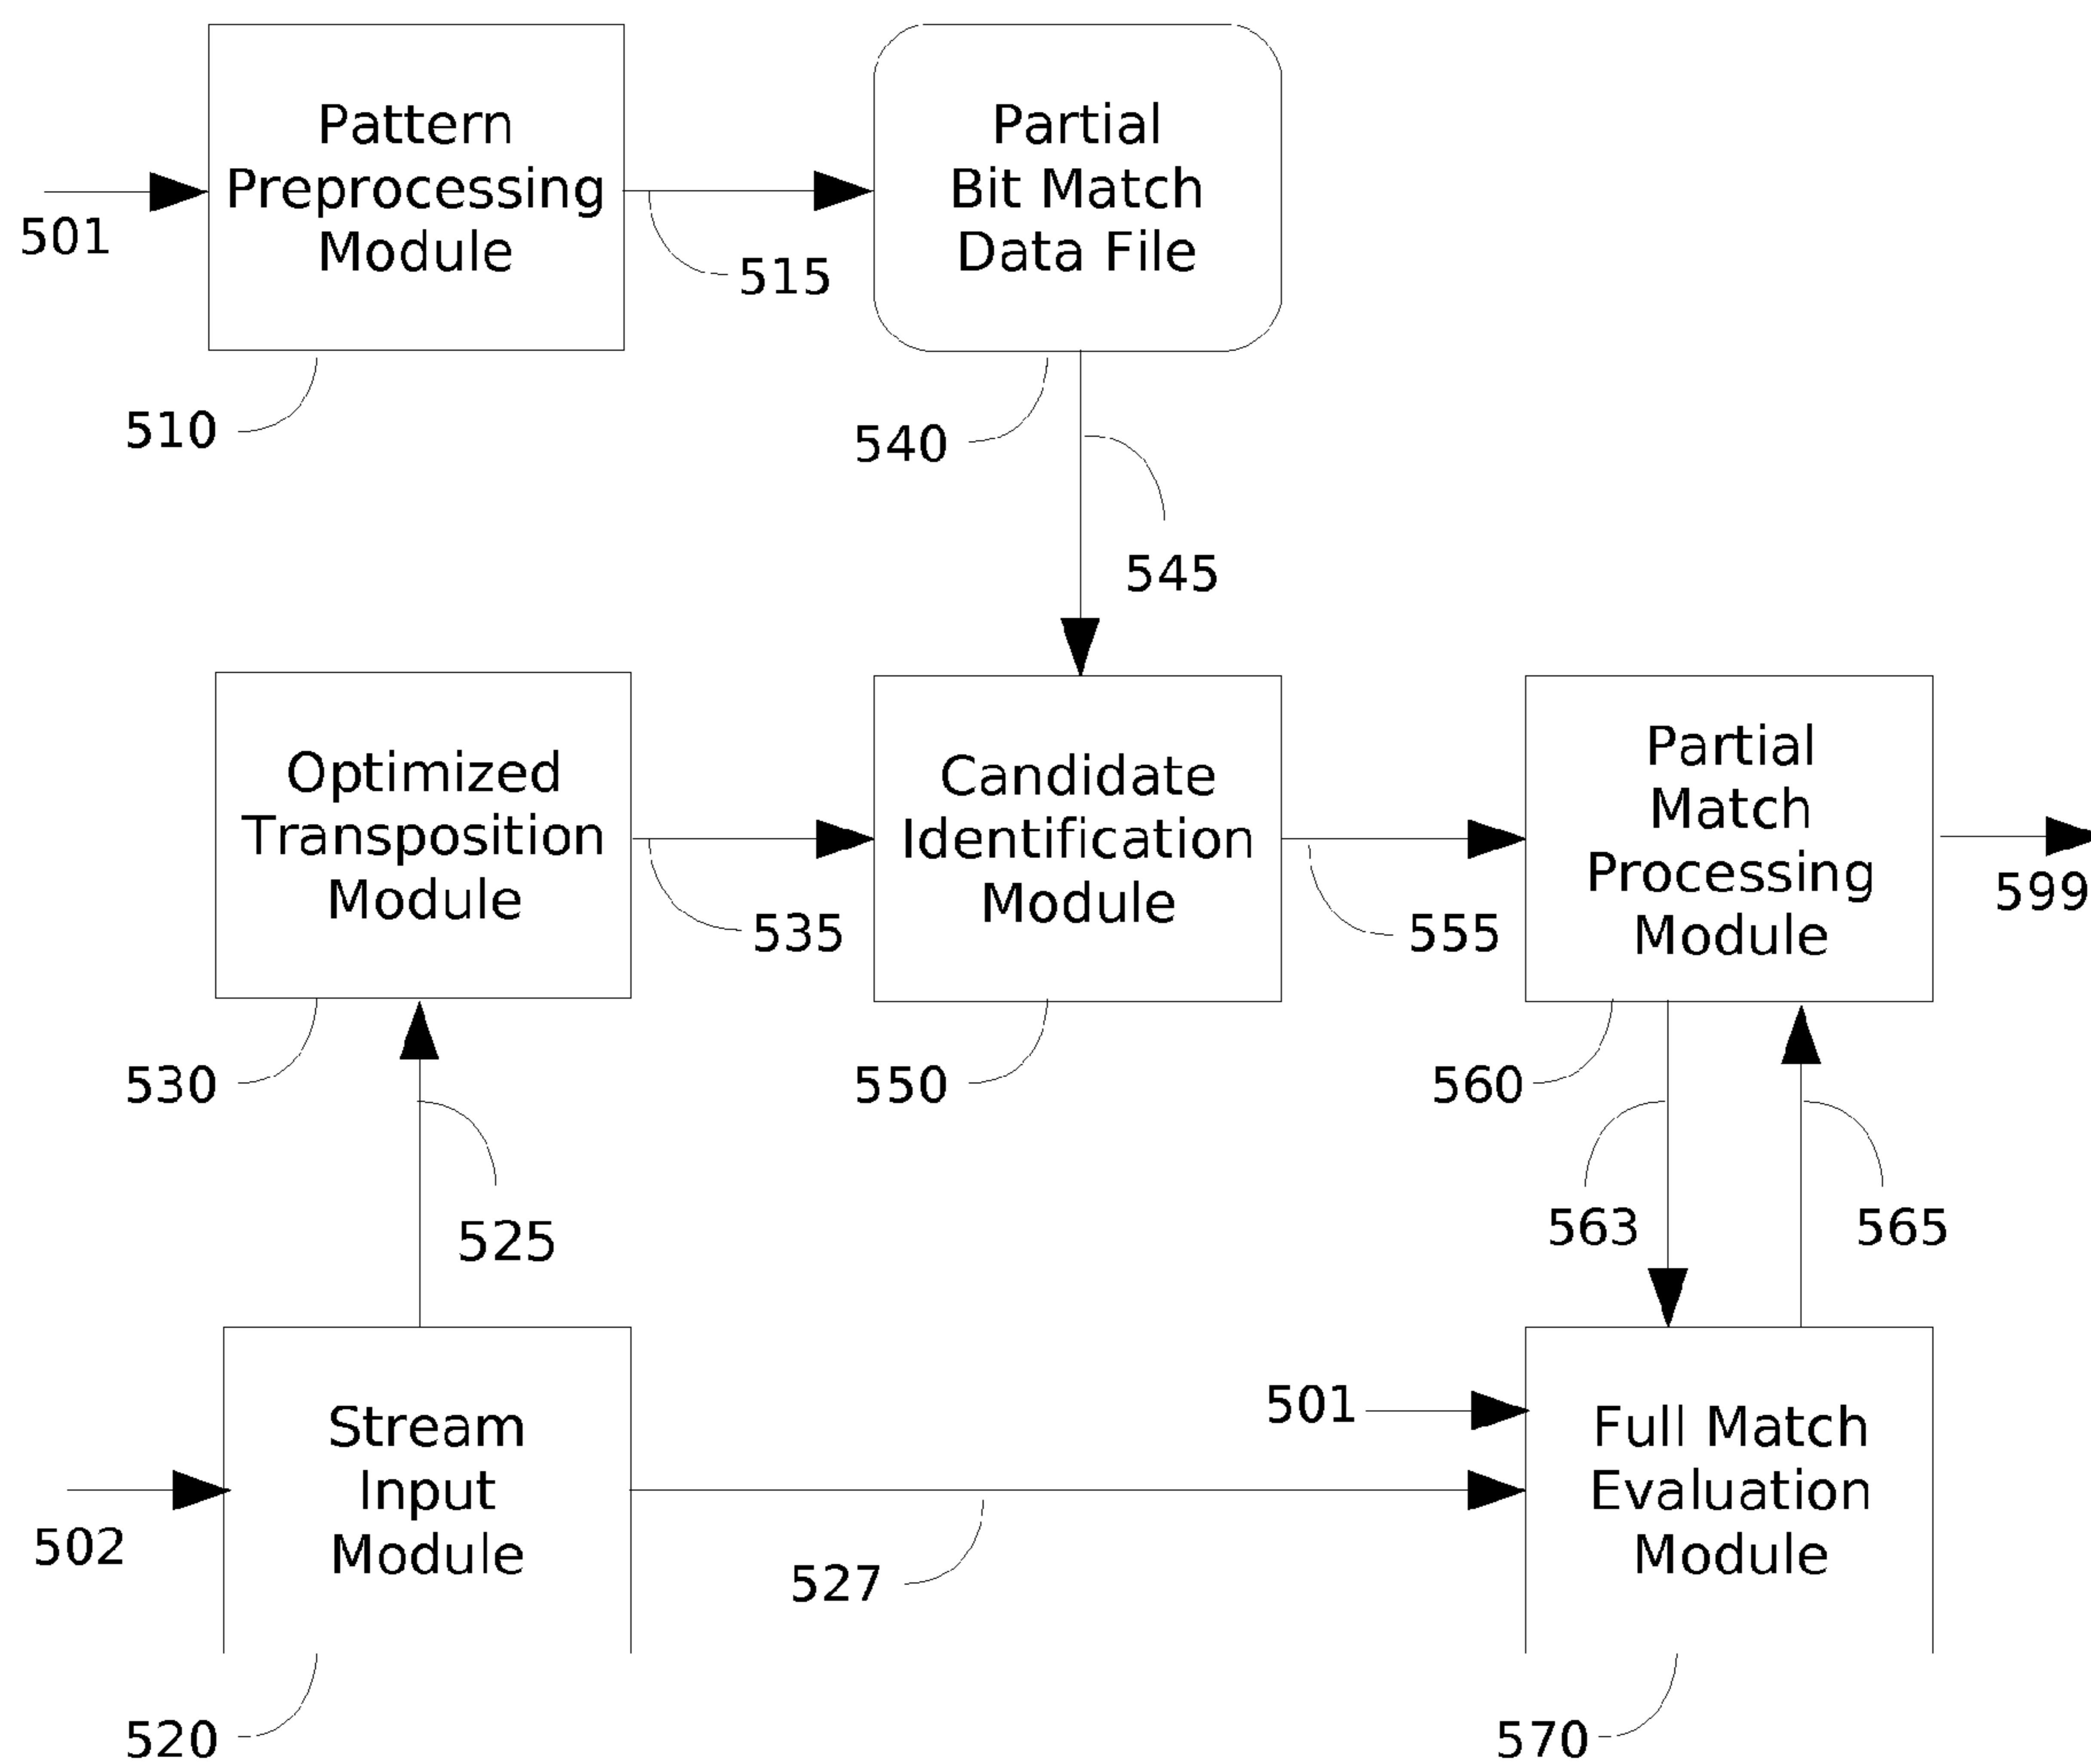 Pattern
Preprocessing
Module
501
515
510
Partial
Bit Match
Data File
540
545
Optimized
Transposition
Module
535
530
525
Candidate
Identification
Module
555
550
Partial
Match
Processing
Module
599
560
563
565
Stream
Input
Module
502
527
520
501
Full Match
Evaluation
Module
570